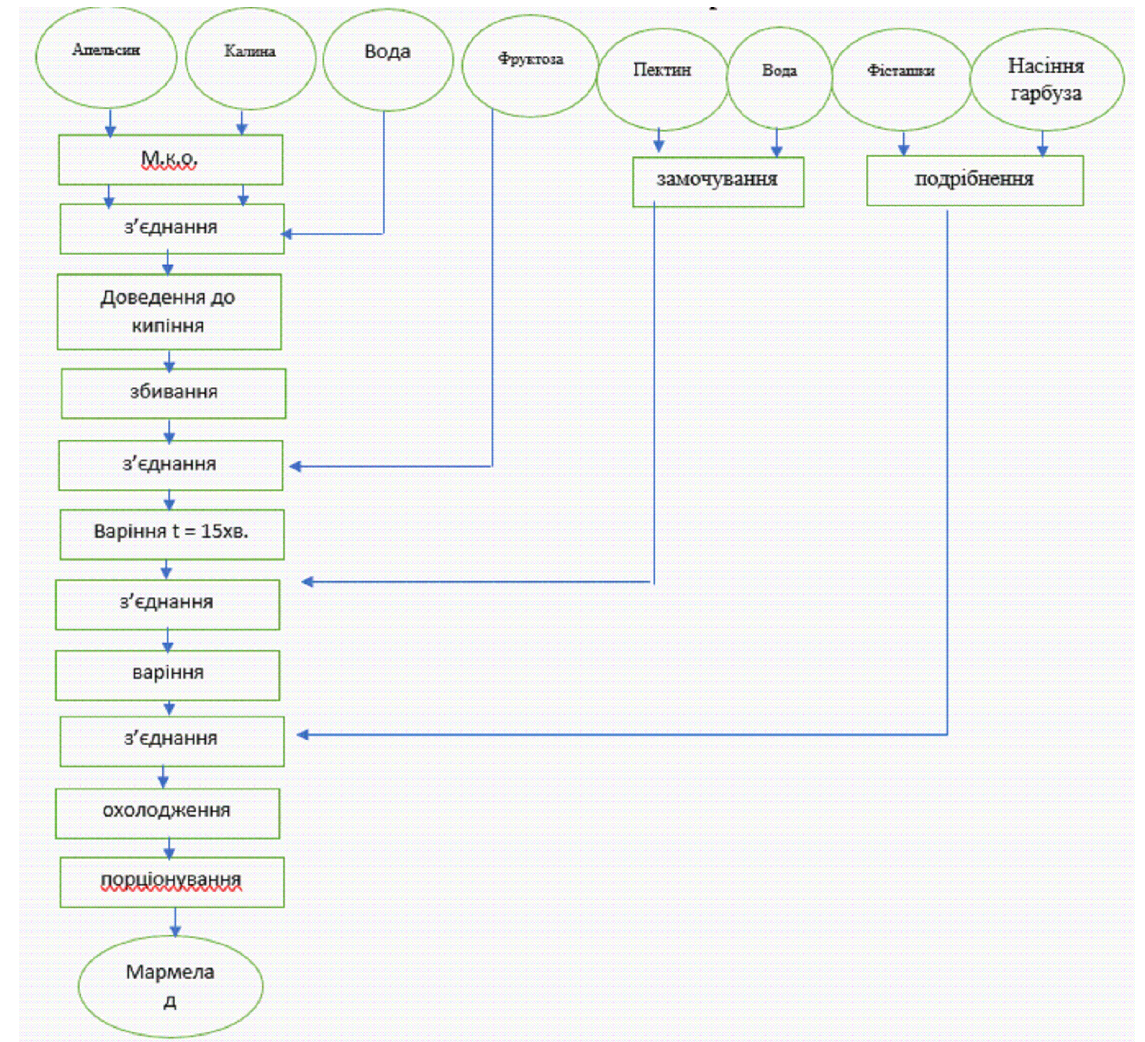 Апельсин
Калина
Вода
Фруктоза
Пектин
Вода
Фісташки
Насіння
гарбуза
М.к.о.
замочування
подрібнення
з’єднання
Доведення до
кипіння
збивання
з’єднання
Варіння t = 15хв.
з’єднання
варіння
з’єднання
охолодження
порціонування
Мармела
д